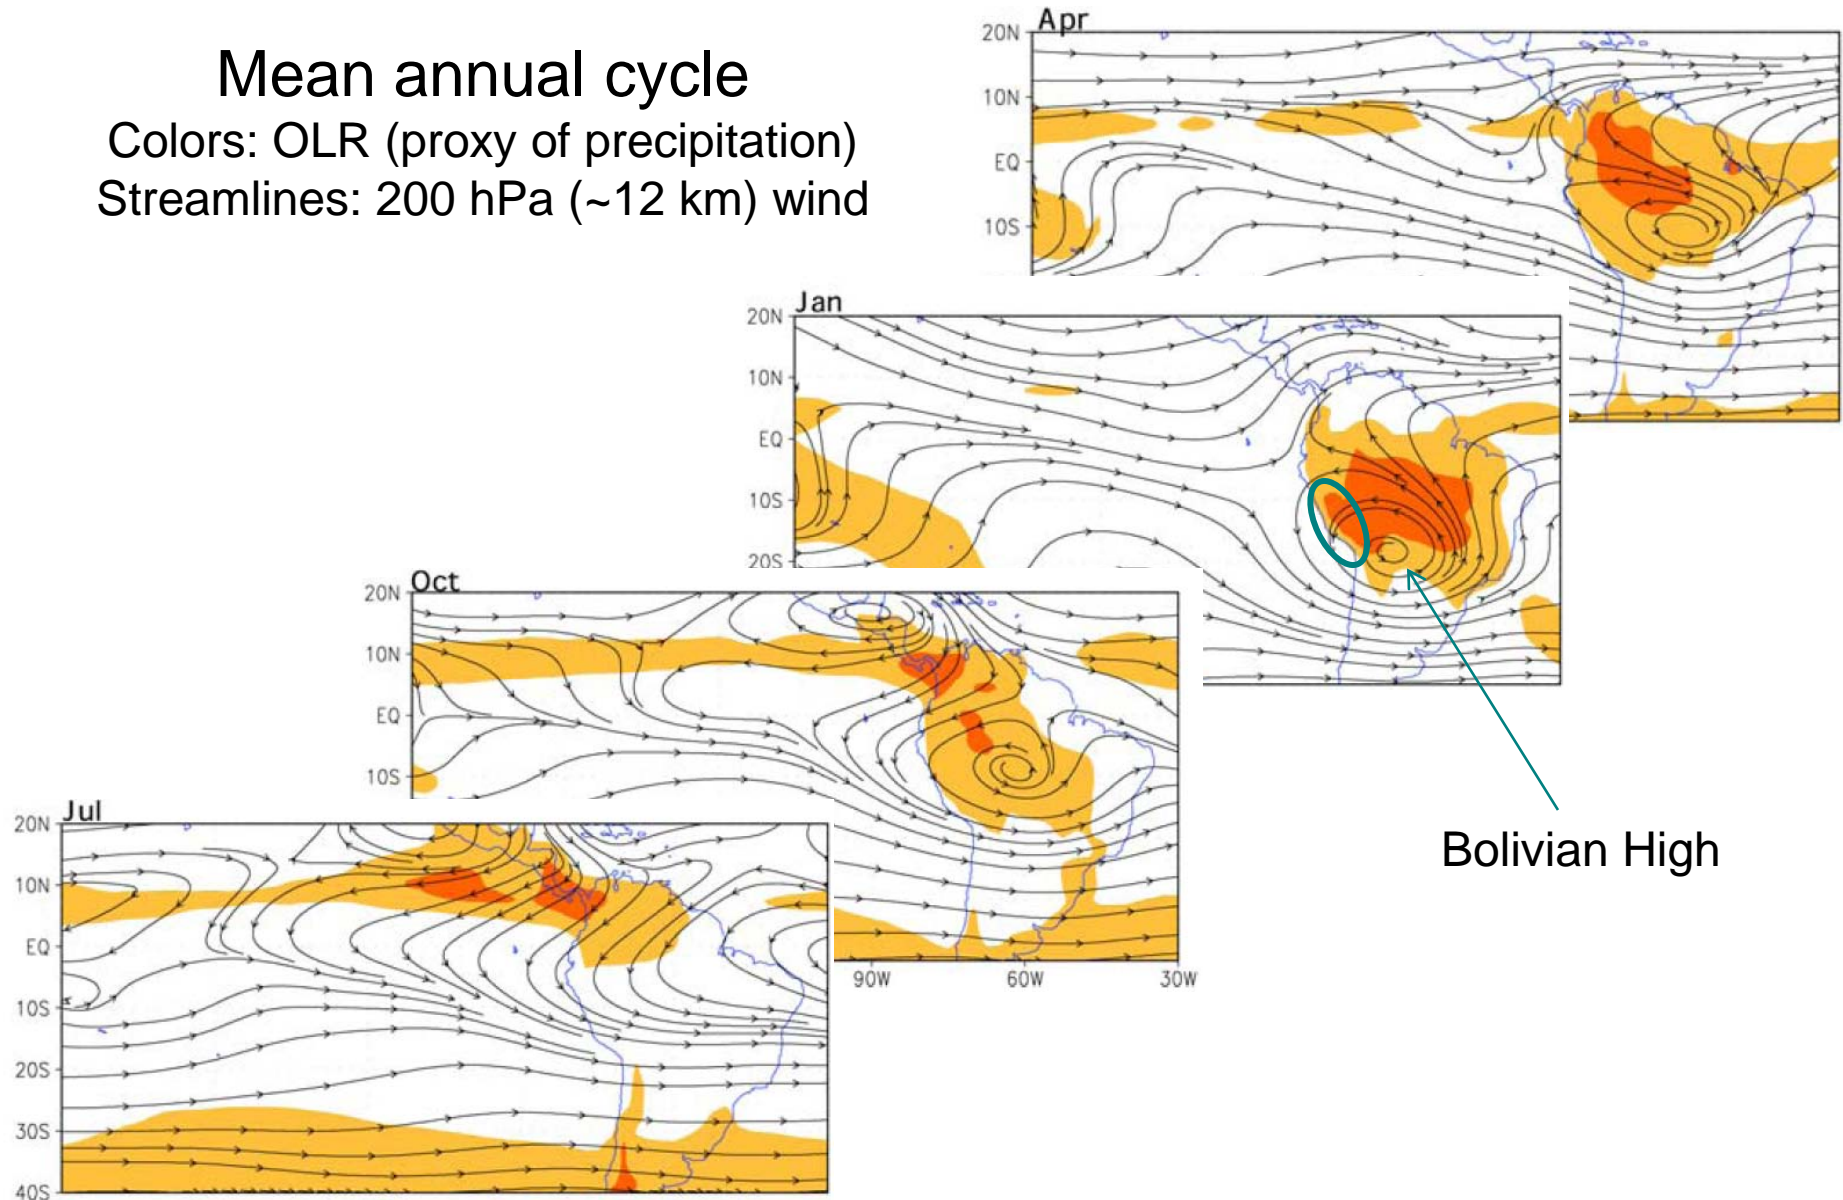 Mean annual cycle
Colors: OLR (proxy of precipitation)
Streamlines: 200 hPa (~12 km) wind
Apr
20N
10N
EQ
10S
Jan
20N
10N
EQ
10S
20S
Oct
20N
10N
EQ
10S
90W 60W 30W
Jul
20N
10N
EQ
10S
20S
30S
40S
Bolivian High